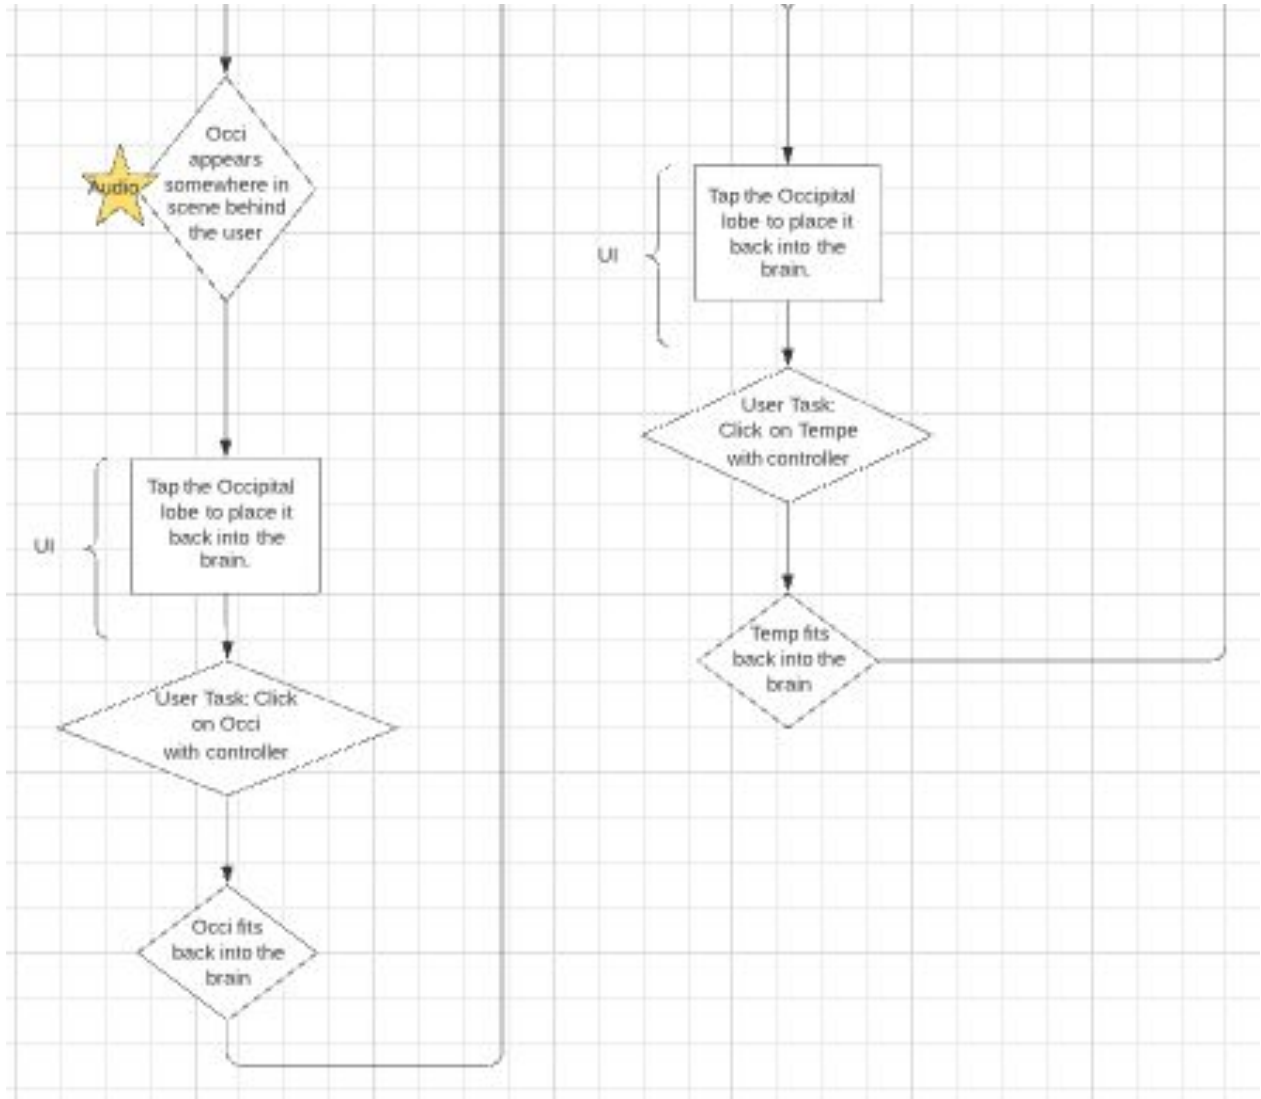 Occi
appears
somewhere in
scene behind
the user
Audio
UI
Tap the Occipital
lobe to place it
back into the
brain.
User Task: Click
on Occi
with controller
Occi fits
back into the
brain
UI
Tap the Occipital
lobe to place it
back into the
brain.
User Task:
Click on Tempe
with controller
Temp fits
back into the
brain